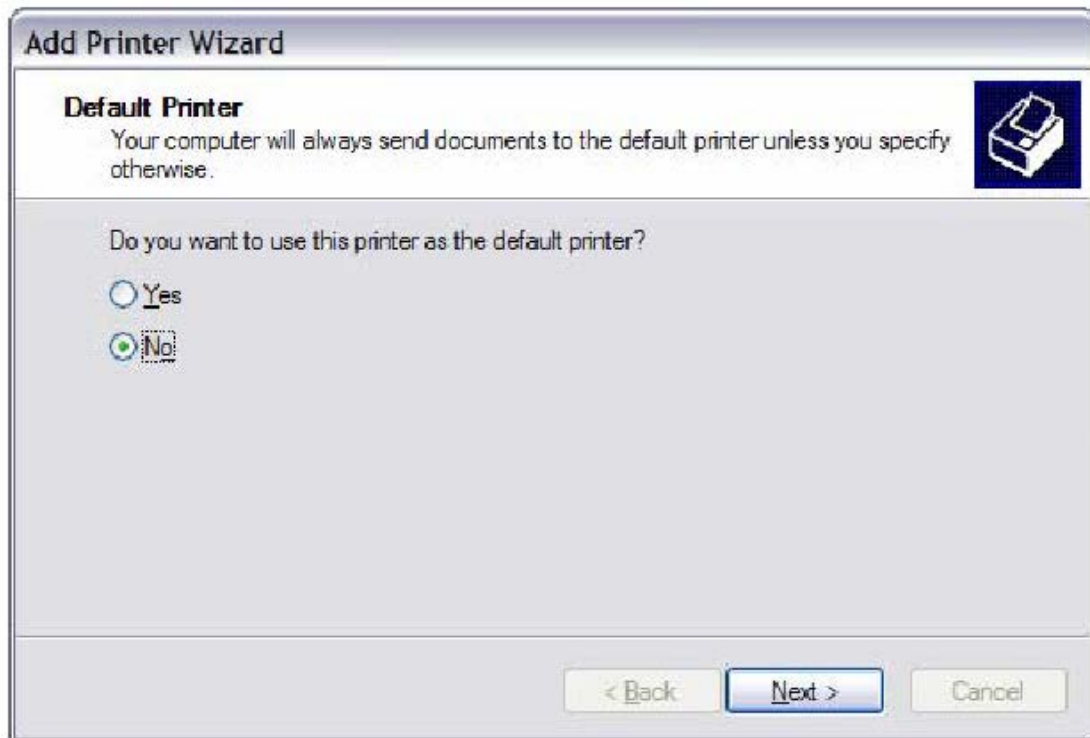 Add Printer Wizard
Default Printer
Your computer will always send documents to the default printer unless you specify
otherwise.
Do you want to use this printer as the default printer?
Yes
No
< Back
Next >
Cancel